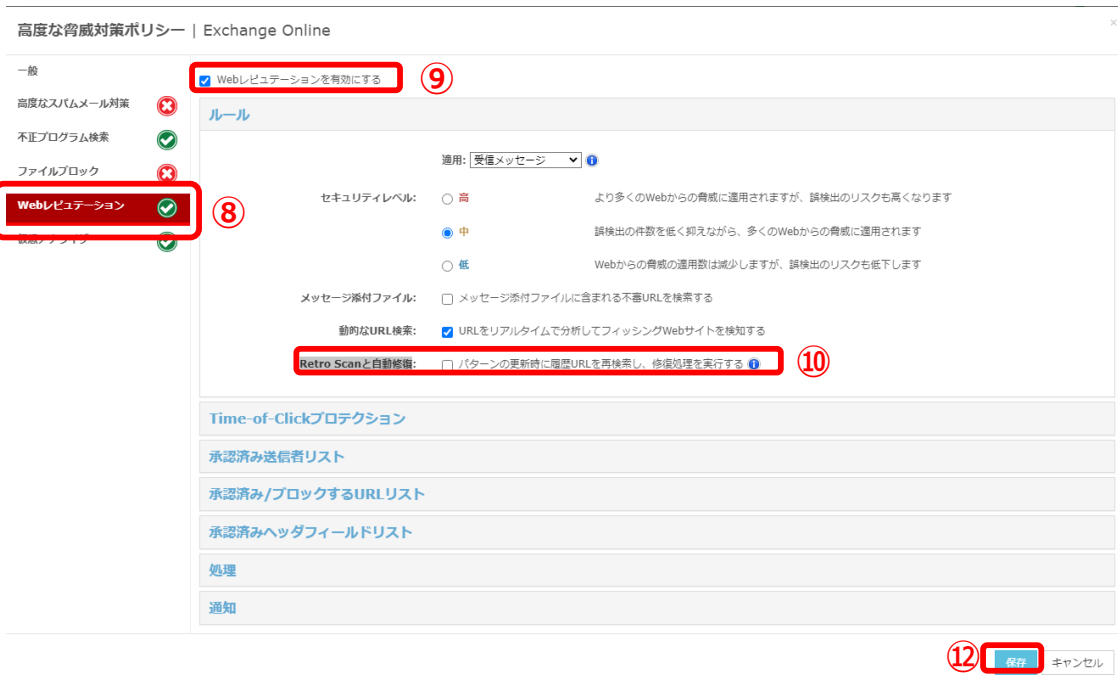 高度な脅威対策ポリシー | Exchange Online
×
一般
高度なスパムメール対策
不正プログラム検索
ファイルブロック
Webレピュテーション
⑧
仮想アナライザ
Webレピュテーションを有効にする
⑨
ルール
適用: 受信メッセージ
セキュリティレベル: 高 より多くのWebからの脅威に適用されますが、誤検出のリスクも高くなります
中 誤検出の件数を低く抑えながら、多くのWebからの脅威に適用されます
低 Webからの脅威の適用数は減少しますが、誤検出のリスクも低下します
メッセージ添付ファイル: メッセージ添付ファイルに含まれる不審URLを検索する
動的なURL検索: URLをリアルタイムで分析してフィッシングWebサイトを検知する
Retro Scanと自動修復: パターンの更新時に履歴URLを再検索し、修復処理を実行する ⑩
Time-of-Clickプロテクション
承認済み送信者リスト
承認済み/ブロックするURLリスト
承認済みヘッダフィールドリスト
処理
通知
⑫ 保存 キャンセル